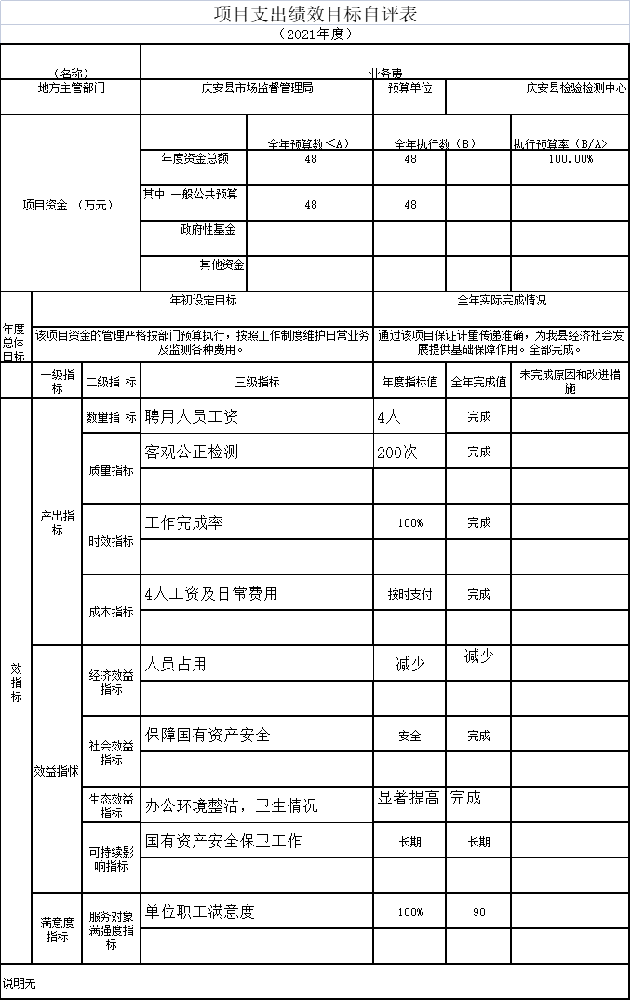 项目支出绩效目标自评表
（2021年度）
（名称） 业务费
地方主管部门 庆安县市场监督管理局 预算单位 庆安县检验检测中心
项目资金 （万元） 全年预算数＜A） 全年执行数（B） 执行预算率（B/A>
年度资金总额 48 48 100.00%
其中:一般公共预算 48 48
政府性基金
其他资金
年度
总体
目标
年初设定目标 全年实际完成情况
该项目资金的管理严格按部门预算执行，按照工作制度维护日常业务
及监测各种费用。
通过该项目保证计量传递准确，为我县经济社会发
展提供基础保障作用。全部完成。
效
指
标
一级指
标
二级指 标 三级指标 年度指标值 全年完成值 未完成原因和改进措
施
产出指
标
数量指 标 聘用人员工资 4人 完成
质量指标 客观公正检测 200次 完成
时效指标 工作完成率 100% 完成
成本指标 4人工资及日常费用 按时支付 完成
效益指㤓
经济效益
指标
人员占用 减少 减少
社会效益
指标
保障国有资产安全 安全 完成
生态效益
指标
办公环境整洁，卫生情况 显著提高 完成
可持续影
响指标
国有资产安全保卫工作 长期 长期
满意度
指标
服务对象
满强度指
标
单位职工满意度 100% 90
说明无